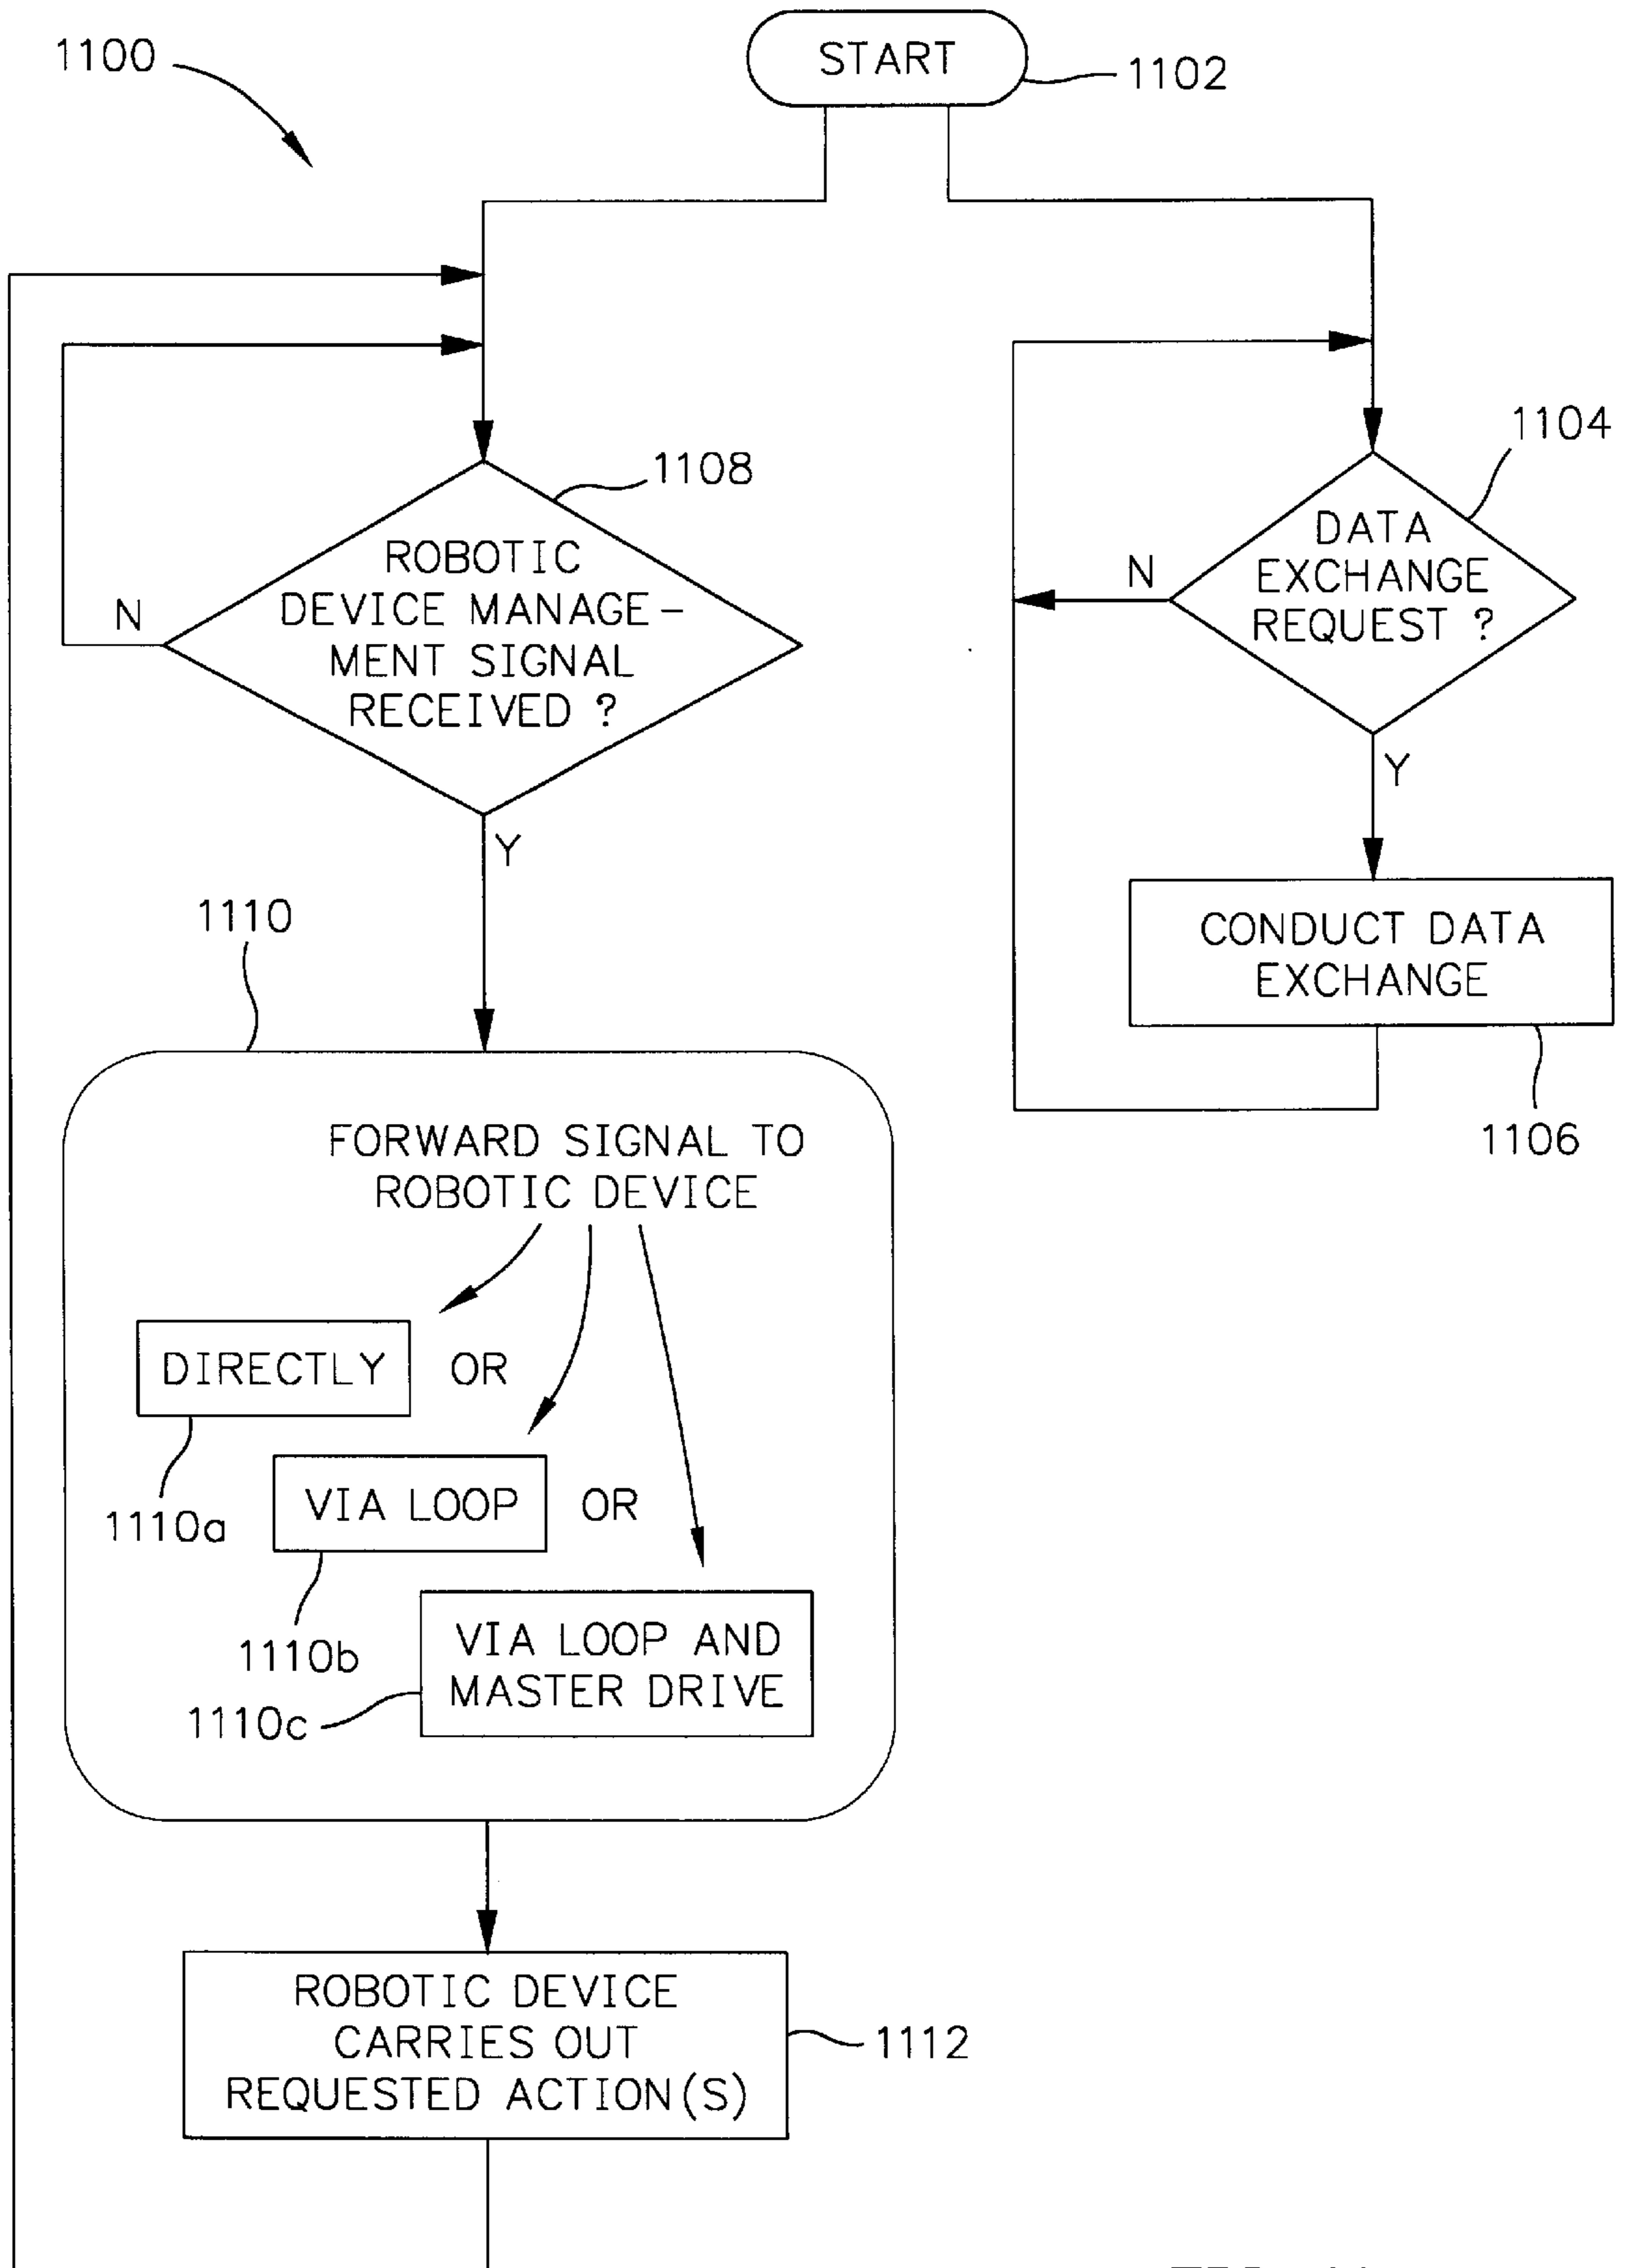 1100
START
1102
1108
1104
ROBOTIC
DEVICE MANAGE-
MENT SIGNAL
RECEIVED ?
N
Y
DATA
EXCHANGE
REQUEST ?
N
Y
CONDUCT DATA
EXCHANGE
1106
1110
FORWARD SIGNAL TO
ROBOTIC DEVICE
DIRECTLY OR
1110a
VIA LOOP OR
1110b
VIA LOOP AND
MASTER DRIVE
1110c
ROBOTIC DEVICE
CARRIES OUT
REQUESTED ACTION(S)
1112